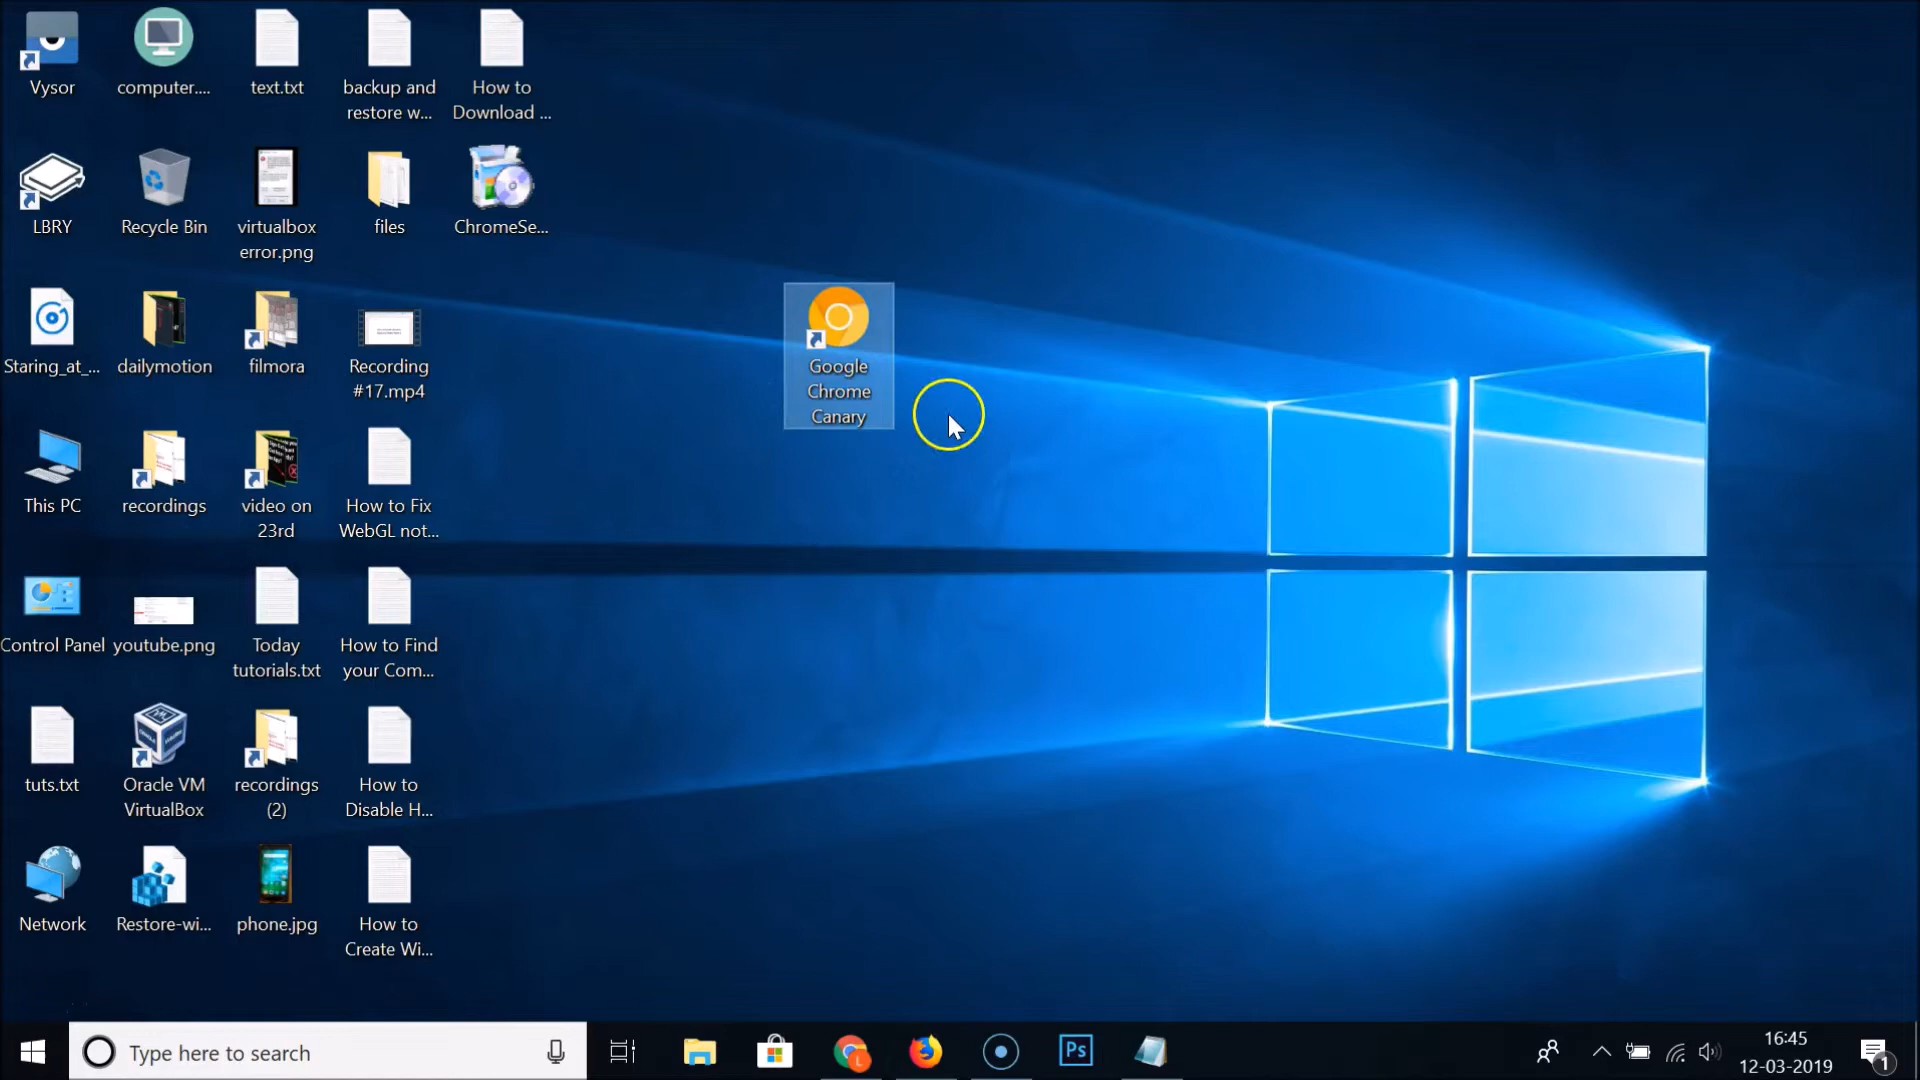 Vysor
computer....
text.txt
backup and
restore w...
How to
Download ...
LBRY
Recycle Bin
virtualbox
error.png
files
ChromeSe...
Staring_at_...
dailymotion
filmora
Recording
#17.mp4
Google
Chrome
Canary
This PC
recordings
video on
23rd
How to Fix
WebGL not...
Control Panel
youtube.png
Today
tutorials.txt
How to Find
your Com...
tuts.txt
Oracle VM
VirtualBox
recordings
(2)
How to
Disable H...
Network
Restore-wi...
phone.jpg
How to
Create Wi...
Type here to search
L
Ps
16:45
12-03-2019
1